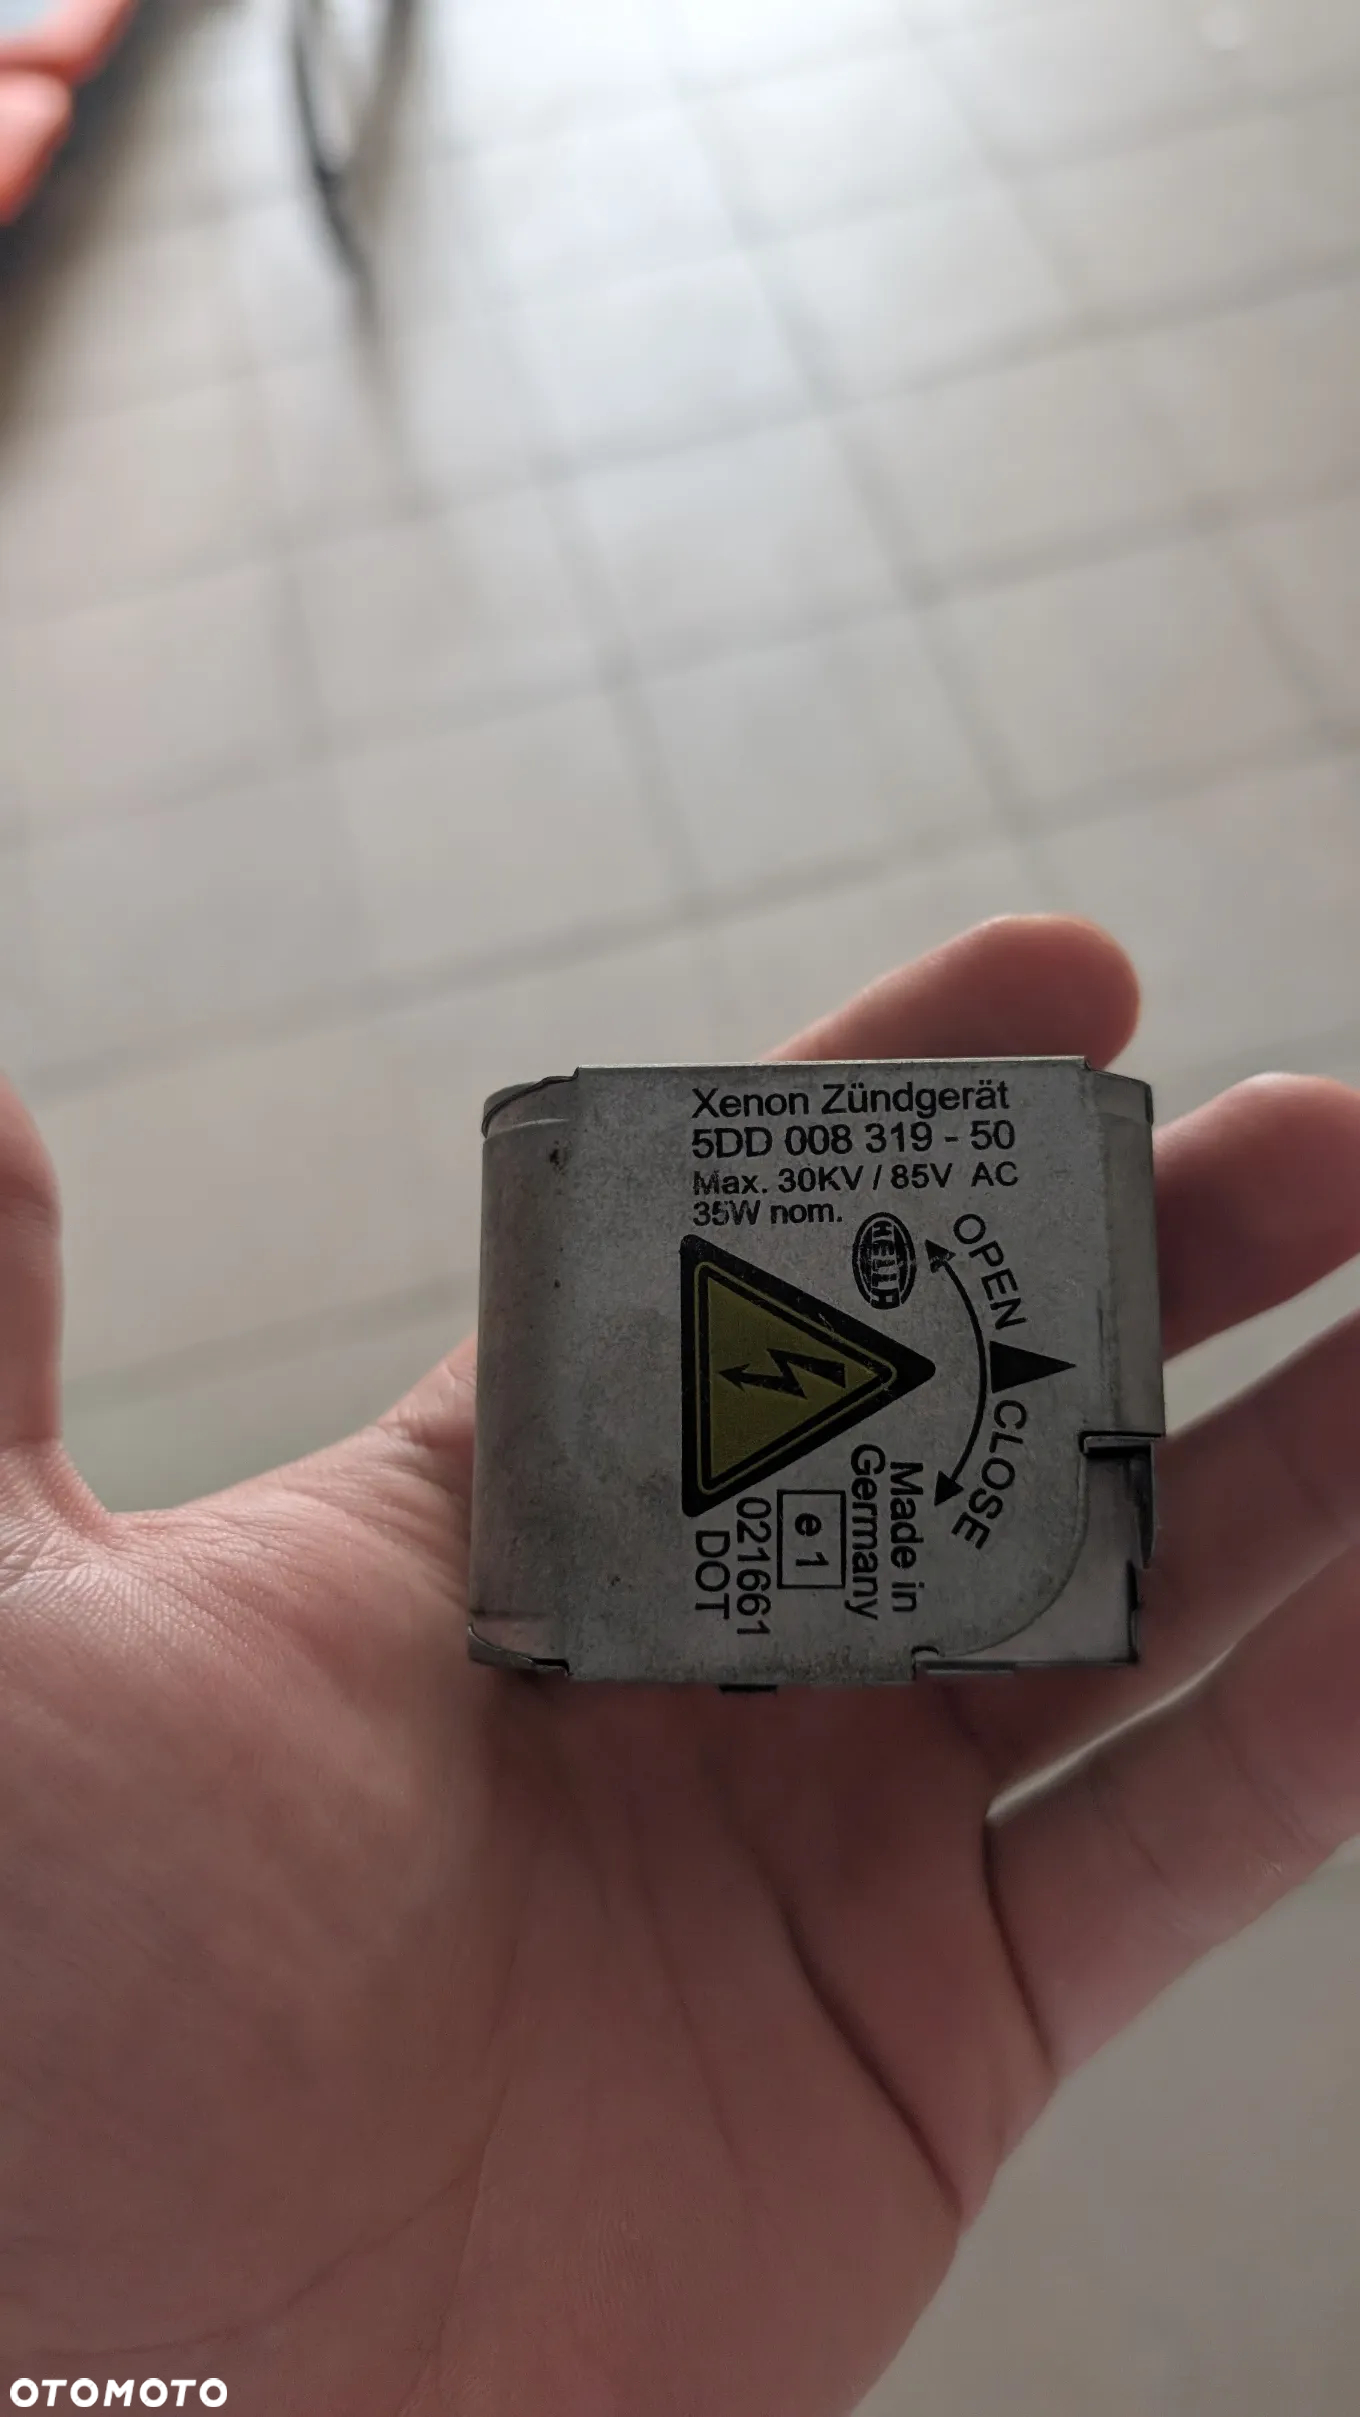 Xenon Zündgerät
5DD 008 319 - 50
Max. 30KV / 85V AC
35W nom.
HELLA
OPEN
CLOSE
Made in
Germany
e 1
021661
DOT
OTOMOTO